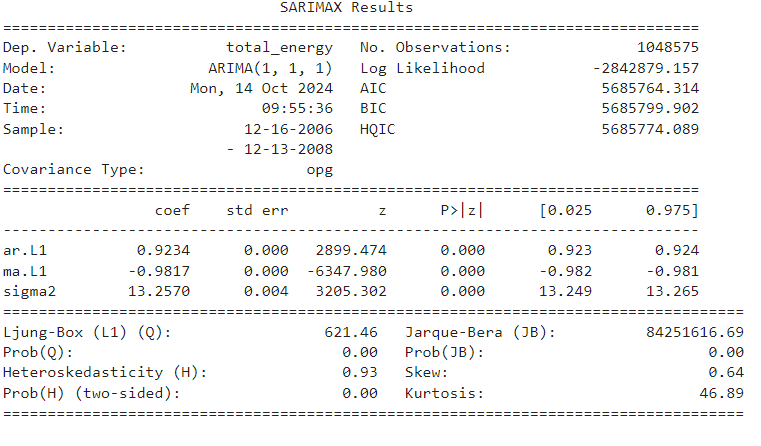 SARIMAX Results
==============================================================================
Dep. Variable: total_energy No. Observations: 1048575
Model: ARIMA(1, 1, 1) Log Likelihood -2842879.157
Date: Mon, 14 Oct 2024 AIC 5685764.314
Time: 09:55:36 BIC 5685799.902
Sample: 12-16-2006 HQIC 5685774.089
- 12-13-2008
Covariance Type: opg
==============================================================================
coef std err z P>|z| [0.025 0.975]
------------------------------------------------------------------------------
ar.L1 0.9234 0.000 2899.474 0.000 0.923 0.924
ma.L1 -0.9817 0.000 -6347.980 0.000 -0.982 -0.981
sigma2 13.2570 0.004 3205.302 0.000 13.249 13.265
===================================================================================
Ljung-Box (L1) (Q): 621.46 Jarque-Bera (JB): 84251616.69
Prob(Q): 0.00 Prob(JB): 0.00
Heteroskedasticity (H): 0.93 Skew: 0.64
Prob(H) (two-sided): 0.00 Kurtosis: 46.89
===================================================================================